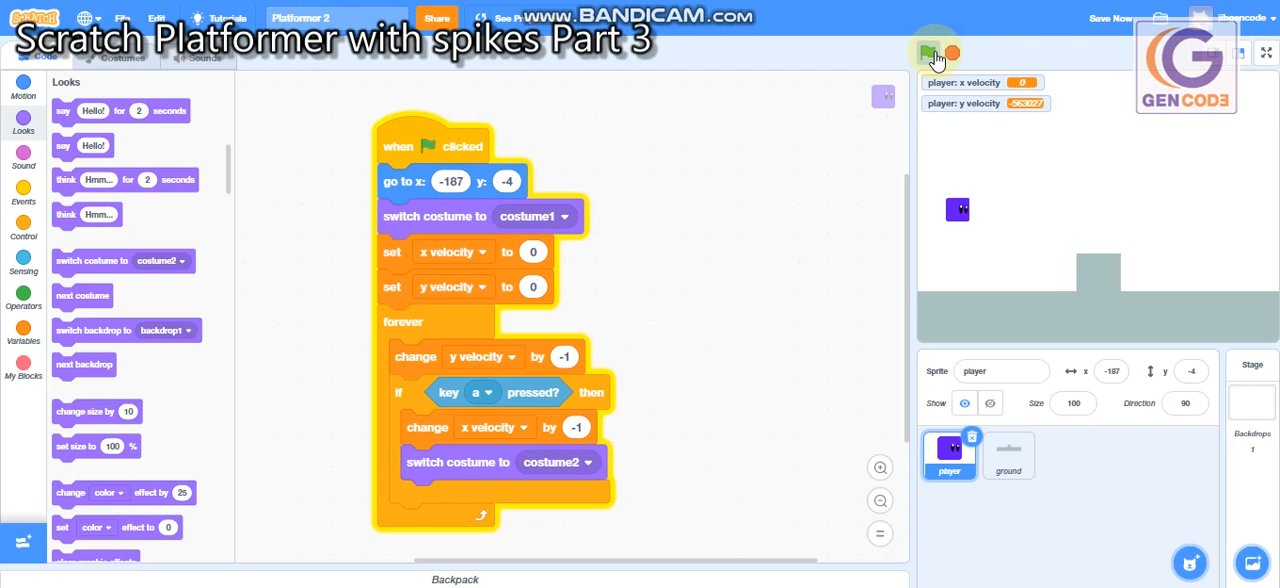 www.BANDICAM.com
SCRATCH File Edit Tutorials Platformer 2 Share See Pr Save Now
Scratch Platformer with spikes Part 3
Code Costumes Sounds
GENCODE
Motion
Looks
Sound
Events
Control
Sensing
Operators
Variables
My Blocks
Looks
say Hello! for 2 seconds
say Hello!
think Hmm... for 2 seconds
think Hmm...
switch costume to costume2
next costume
switch backdrop to backdrop1
next backdrop
change size by 10
set size to 100 %
change color effect by 25
set color effect to 0
when clicked
go to x: -187 y: -4
switch costume to costume1
set x velocity to 0
set y velocity to 0
forever
change y velocity by -1
If key a pressed? then
change x velocity by -1
switch costume to costume2
player: x velocity 0
player: y velocity -563027
Sprite player x -187 y -4
Show Size 100 Direction 90
player
ground
Stage
Backdrops
1
Backpack